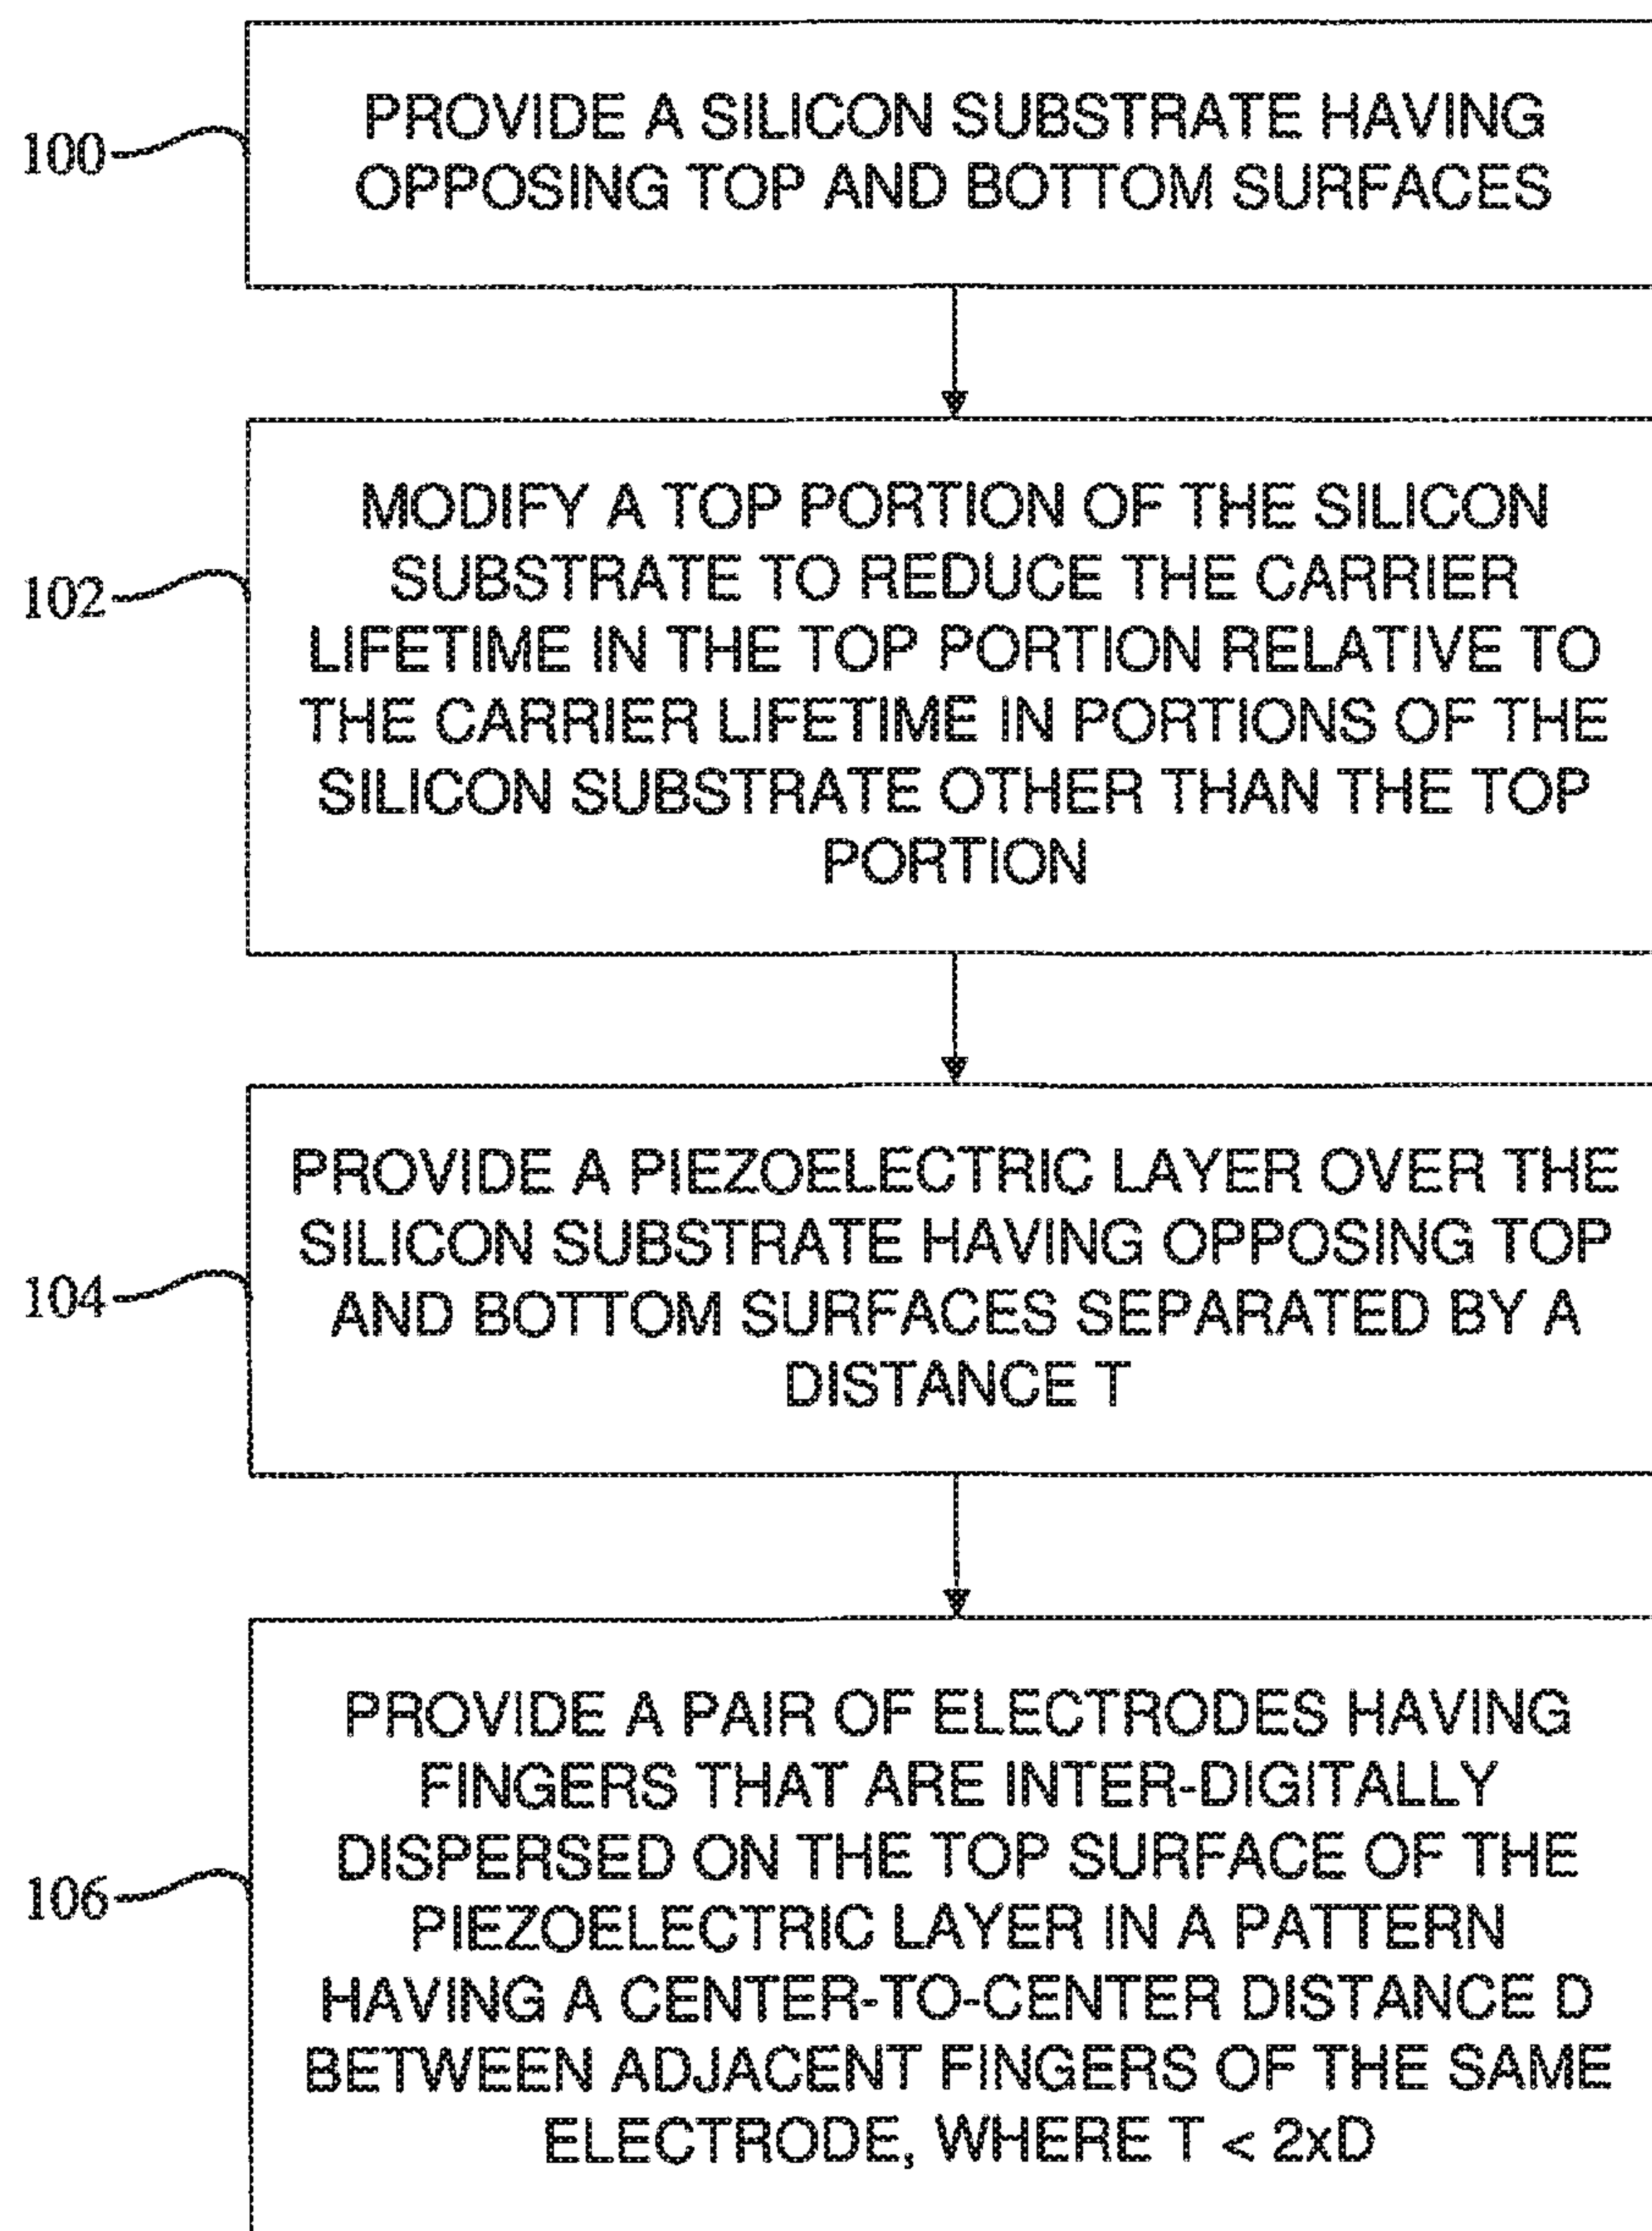 100
PROVIDE A SILICON SUBSTRATE HAVING
OPPOSING TOP AND BOTTOM SURFACES
102
MODIFY A TOP PORTION OF THE SILICON
SUBSTRATE TO REDUCE THE CARRIER
LIFETIME IN THE TOP PORTION RELATIVE TO
THE CARRIER LIFETIME IN PORTIONS OF THE
SILICON SUBSTRATE OTHER THAN THE TOP
PORTION
104
PROVIDE A PIEZOELECTRIC LAYER OVER THE
SILICON SUBSTRATE HAVING OPPOSING TOP
AND BOTTOM SURFACES SEPARATED BY A
DISTANCE T
106
PROVIDE A PAIR OF ELECTRODES HAVING
FINGERS THAT ARE INTER-DIGITALLY
DISPERSED ON THE TOP SURFACE OF THE
PIEZOELECTRIC LAYER IN A PATTERN
HAVING A CENTER-TO-CENTER DISTANCE D
BETWEEN ADJACENT FINGERS OF THE SAME
ELECTRODE, WHERE T < 2xD